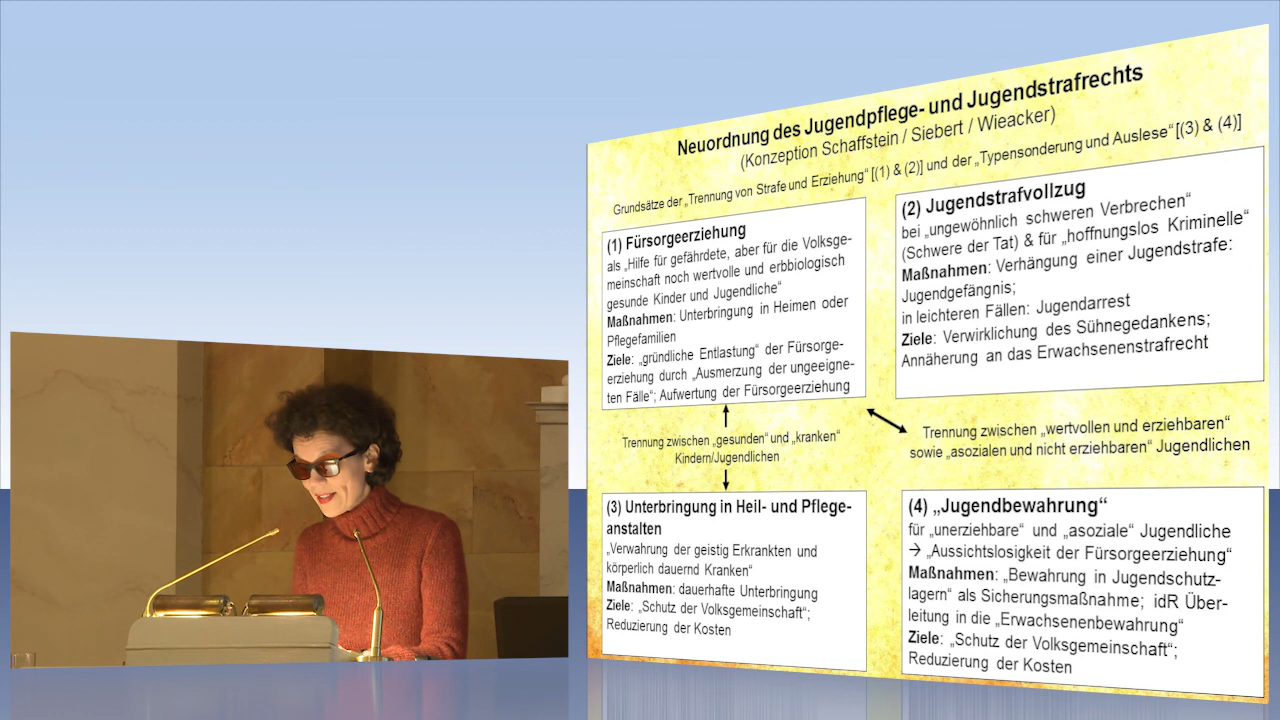 Neuordnung des Jugendpflege- und Jugendstrafrechts
(Konzeption Schaffstein / Siebert / Wieacker)
Grundsätze der „Trennung von Strafe und Erziehung“ [(1) & (2)] und der „Typensonderung und Auslese“ [(3) & (4)]
(1) Fürsorgeerziehung
als „Hilfe für gefährdete, aber für die Volksge-
meinschaft noch wertvolle und erbbiologisch
gesunde Kinder und Jugendliche“
Maßnahmen: Unterbringung in Heimen oder
Pflegefamilien
Ziele: „gründliche Entlastung“ der Fürsorge-
erziehung durch „Ausmerzung der ungeeigne-
ten Fälle“; Aufwertung der Fürsorgeerziehung
(2) Jugendstrafvollzug
bei „ungewöhnlich schweren Verbrechen“
(Schwere der Tat) & für „hoffnungslos Kriminelle“
Maßnahmen: Verhängung einer Jugendstrafe:
Jugendgefängnis;
in leichteren Fällen: Jugendarrest
Ziele: Verwirklichung des Sühnegedankens;
Annäherung an das Erwachsenenstrafrecht
Trennung zwischen „gesunden“ und „kranken“
Kindern/Jugendlichen
Trennung zwischen „wertvollen und erziehbaren“
sowie „asozialen und nicht erziehbaren“ Jugendlichen
(3) Unterbringung in Heil- und Pflege-
anstalten
„Verwahrung der geistig Erkrankten und
körperlich dauernd Kranken“
Maßnahmen: dauerhafte Unterbringung
Ziele: „Schutz der Volksgemeinschaft“;
Reduzierung der Kosten
(4) „Jugendbewahrung“
für „unerziehbare“ und „asoziale“ Jugendliche
→ „Aussichtslosigkeit der Fürsorgeerziehung“
Maßnahmen: „Bewahrung in Jugendschutz-
lagern“ als Sicherungsmaßnahme; idR Über-
leitung in die „Erwachsenenbewahrung“
Ziele: „Schutz der Volksgemeinschaft“;
Reduzierung der Kosten